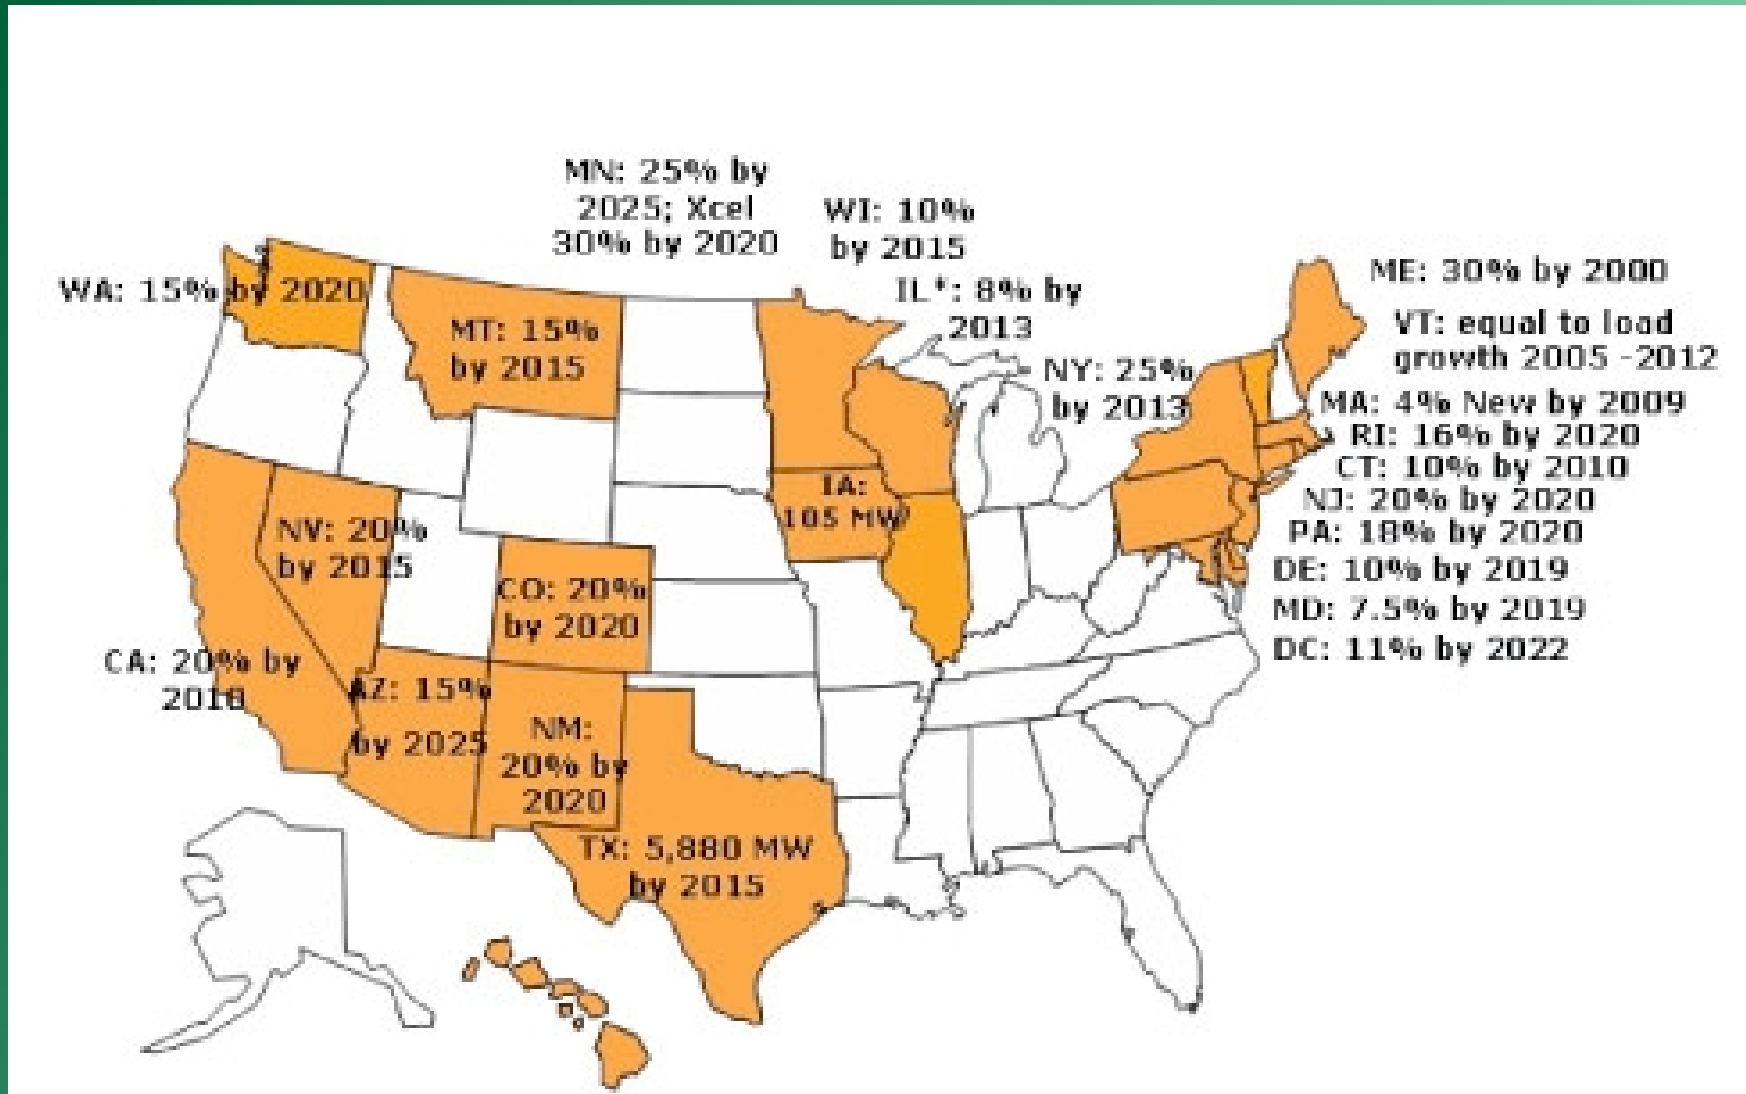 MN: 25% by
2025; Xcel
30% by 2020
WI: 10%
by 2015
WA: 15% by 2020
MT: 15%
by 2015
IL*: 8% by
2013
ME: 30% by 2000
VT: equal to load
growth 2005 -2012
NY: 25%
by 2013
MA: 4% New by 2009
RI: 16% by 2020
CT: 10% by 2010
NJ: 20% by 2020
PA: 18% by 2020
DE: 10% by 2019
MD: 7.5% by 2019
DC: 11% by 2022
IA:
105 MW
NV: 20%
by 2015
CO: 20%
by 2020
CA: 20% by
2010
AZ: 15%
by 2025
NM:
20% by
2020
TX: 5,880 MW
by 2015